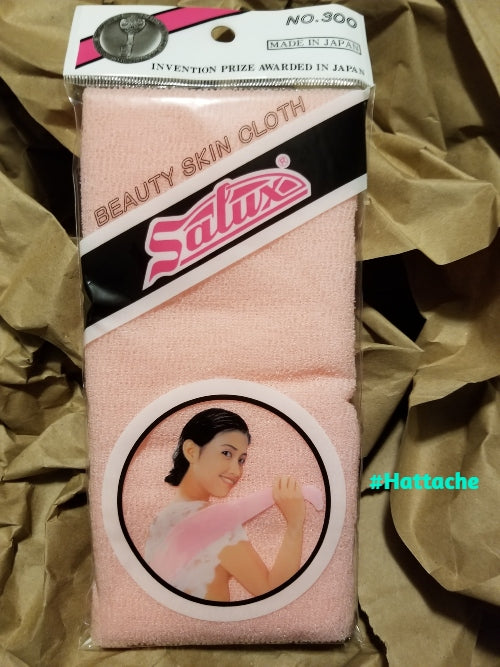 NO.300
MADE IN JAPAN
INVENTION PRIZE AWARDED IN JAPAN
BEAUTY SKIN CLOTH
Salux®
#Hattache